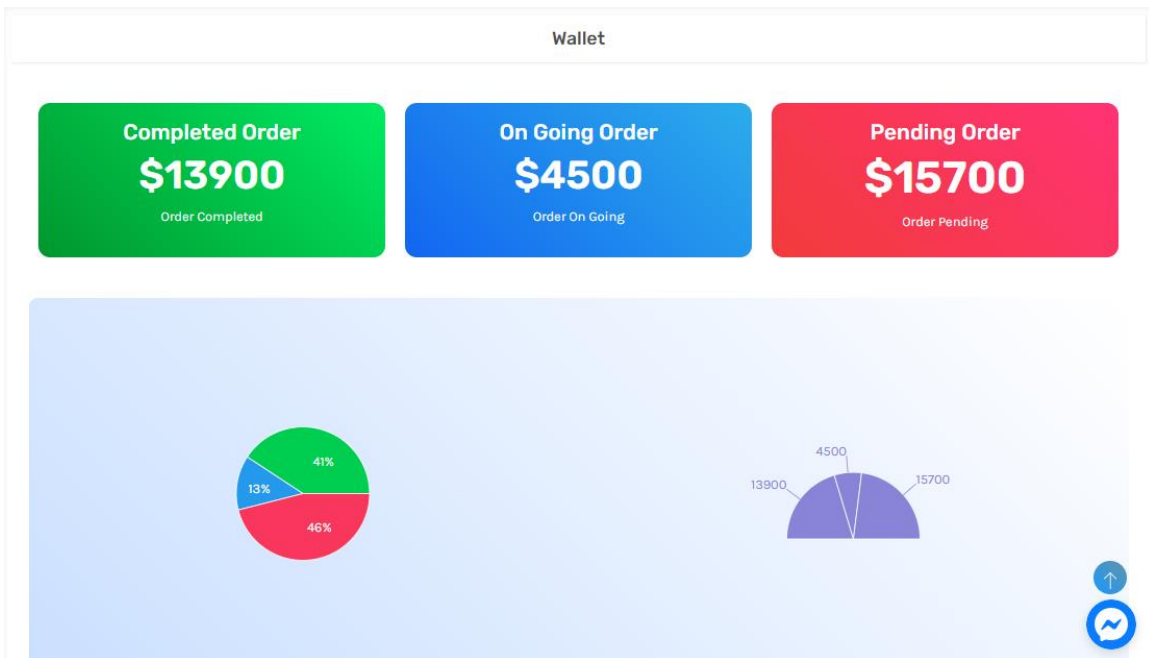 Wallet
Completed Order
$13900
Order Completed
On Going Order
$4500
Order On Going
Pending Order
$15700
Order Pending
41%
13%
46%
4500
13900
15700